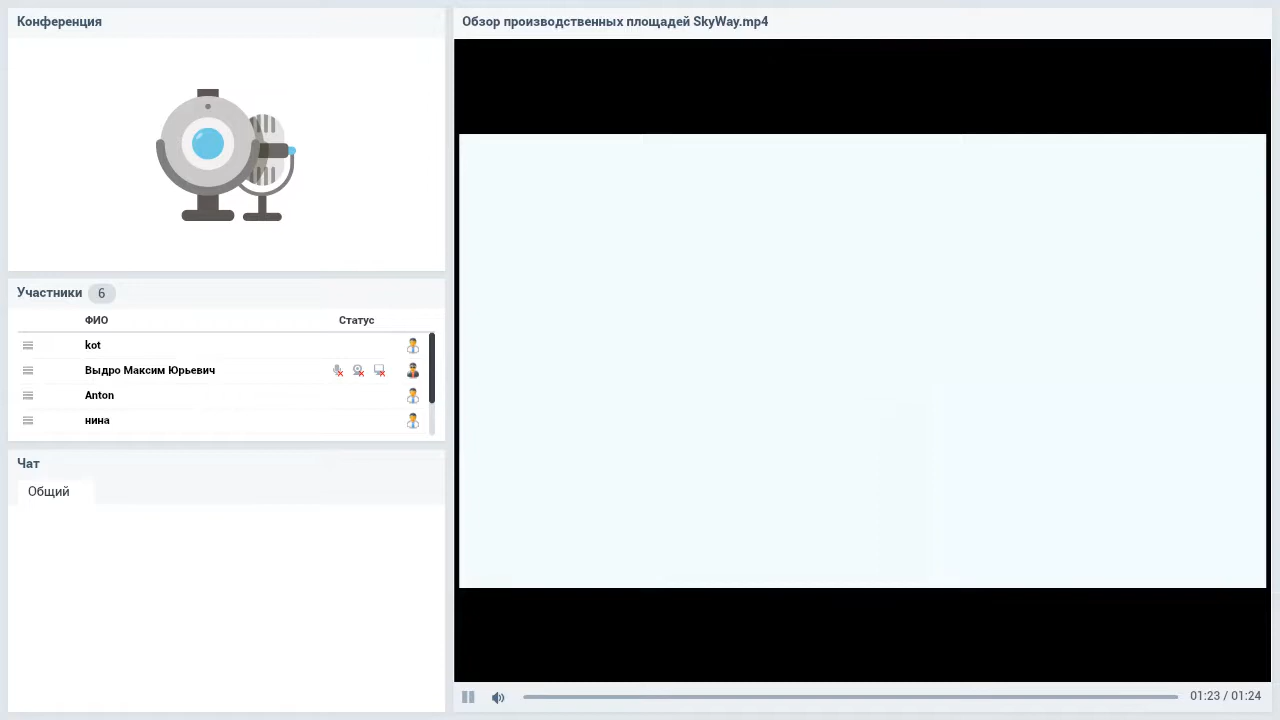 Конференция
Обзор производственных площадей SkyWay.mp4
Участники 6
ФИО Статус
kot
Выдро Максим Юрьевич
Anton
нина
Чат
Общий
01:23 / 01:24